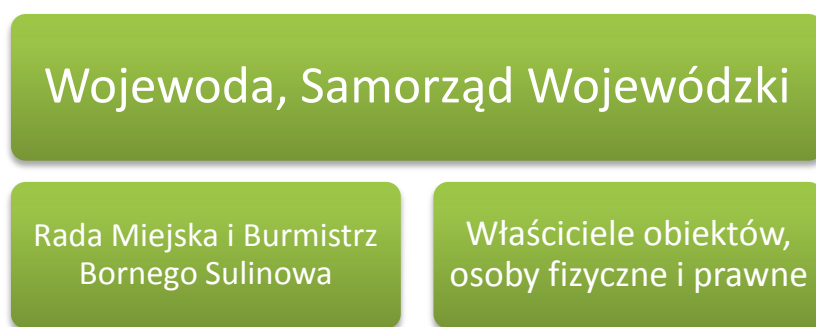 Wojewoda, Samorząd Wojewódzki
Rada Miejska i Burmistrz
Bornego Sulinowa
Właściciele obiektów,
osoby fizyczne i prawne